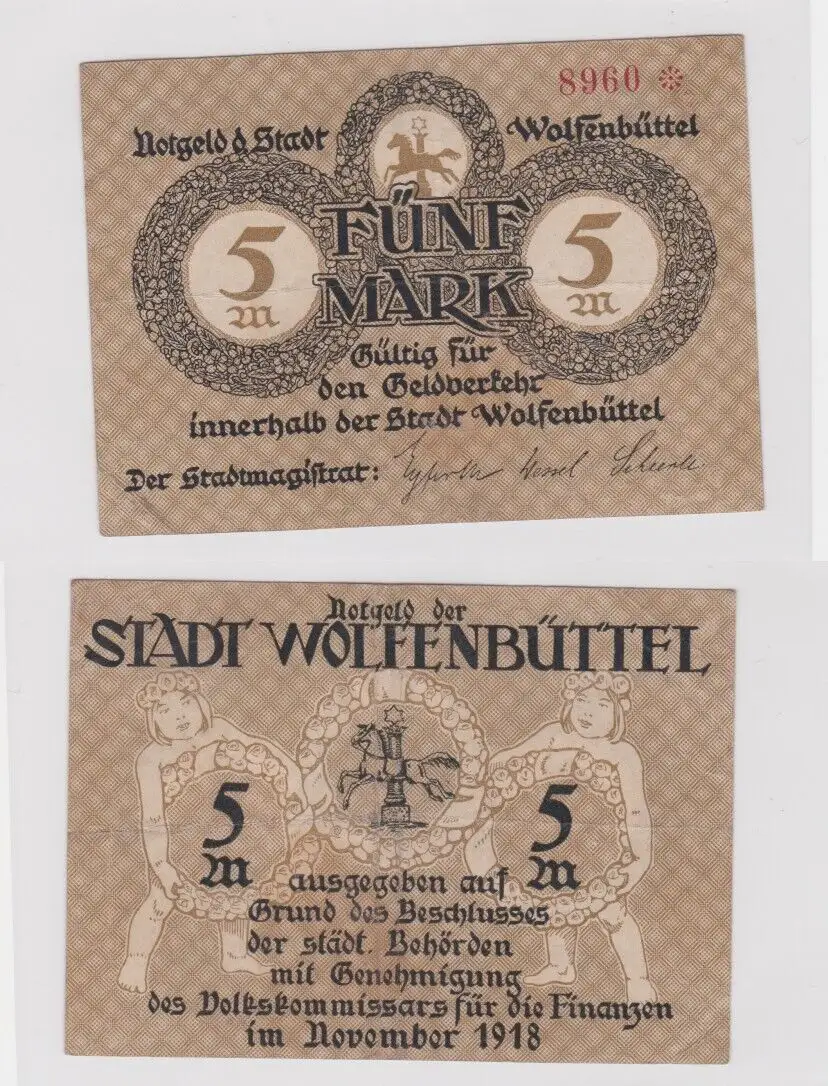 8960
Notgeld d. Stadt Wolfenbüttel
5 M FÜNF MARK 5 M
Gültig für
den Geldverkehr
innerhalb der Stadt Wolfenbüttel
Der Stadtmagistrat: Wessel
Notgeld der
STADT WOLFENBÜTTEL
5 5
M ausgegeben auf M
Grund des Beschlusses
der städt. Behörden
mit Genehmigung
des Volkskommissars für die Finanzen
im November 1918